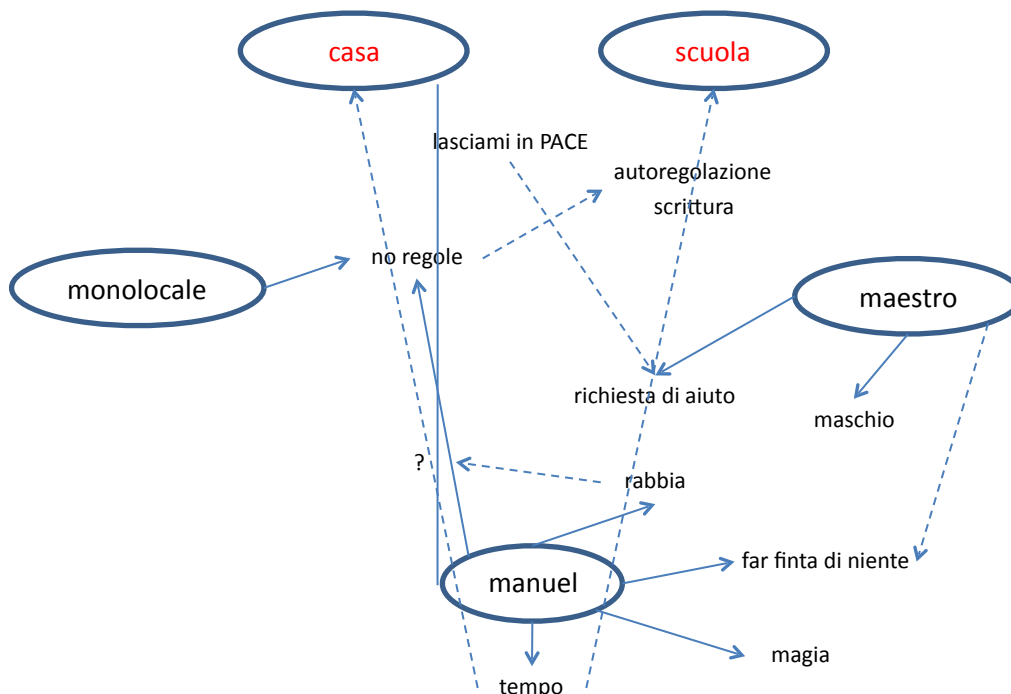 casa
scuola
lasciami in PACE
autoregolazione
scrittura
no regole
monolocale
maestro
richiesta di aiuto
maschio
?
rabbia
far finta di niente
manuel
magia
tempo